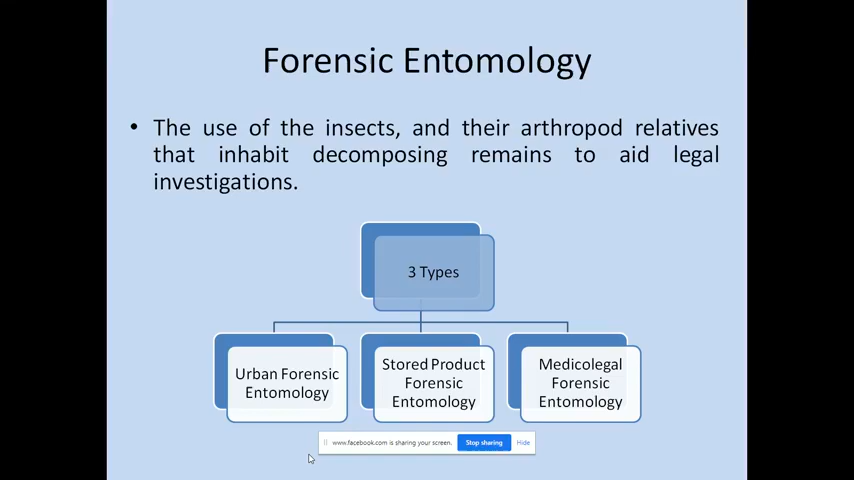 Forensic Entomology
• The use of the insects, and their arthropod relatives
that inhabit decomposing remains to aid legal
investigations.
3 Types
Urban Forensic
Entomology
Stored Product
Forensic
Entomology
Medicolegal
Forensic
Entomology
www.facebook.com is sharing your screen.
Stop sharing
Hide